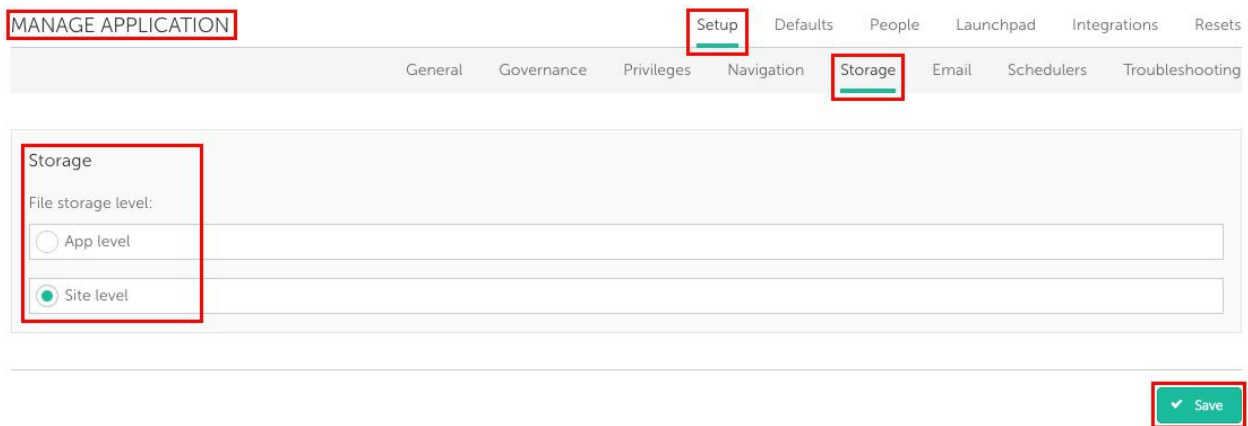 MANAGE APPLICATION Setup Defaults People Launchpad Integrations Resets
General Governance Privileges Navigation Storage Email Schedulers Troubleshooting
Storage
File storage level:
App level
Site level
Save